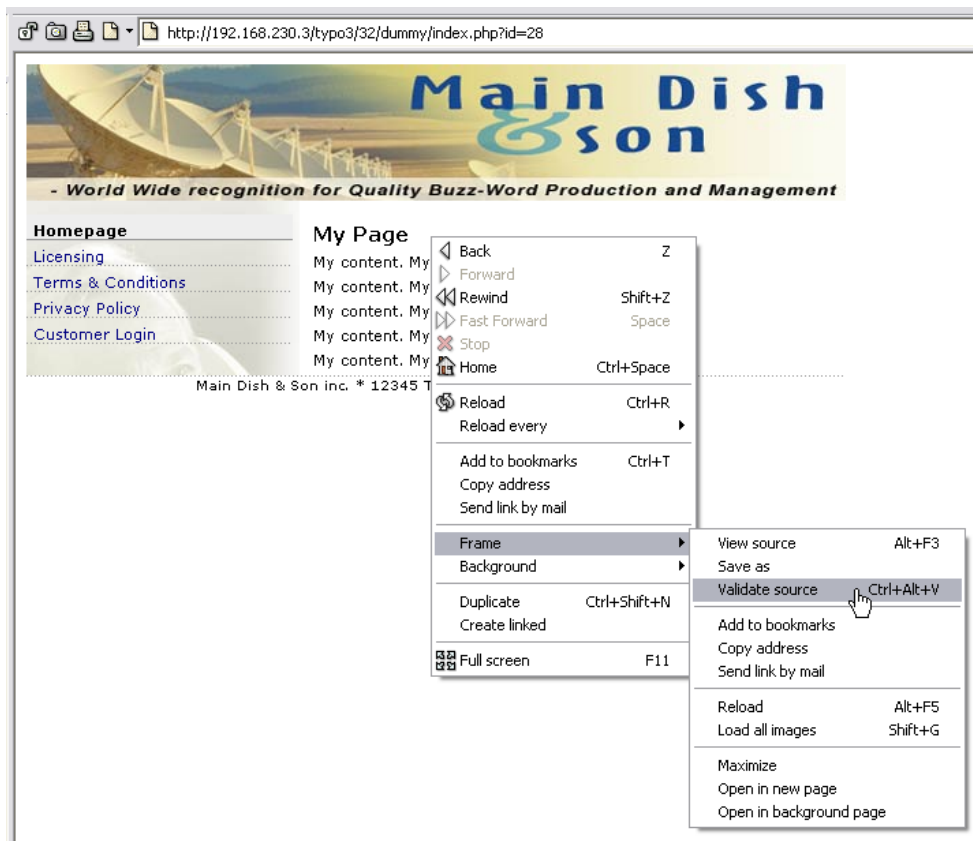 http://192.168.230.3/typo3/32/dummy/index.php?id=28
Main Dish
& son
- World Wide recognition for Quality Buzz-Word Production and Management
Homepage
Licensing
Terms & Conditions
Privacy Policy
Customer Login
My Page
My content. My
My content. My
My content. My
My content. My
My content. My
Main Dish & Son inc. * 12345 T
Back Z
Forward
Rewind Shift+Z
Fast Forward Space
Stop
Home Ctrl+Space
Reload Ctrl+R
Reload every
Add to bookmarks Ctrl+T
Copy address
Send link by mail
Frame
Background
Duplicate Ctrl+Shift+N
Create linked
Full screen F11
View source Alt+F3
Save as
Validate source Ctrl+Alt+V
Add to bookmarks
Copy address
Send link by mail
Reload Alt+F5
Load all images Shift+G
Maximize
Open in new page
Open in background page